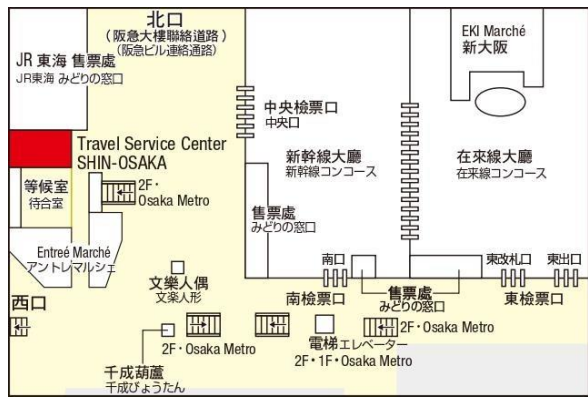 北口
（阪急大樓聯絡道路）
（阪急ビル連絡通路）
JR 東海 售票處
JR東海 みどりの窓口
EKI Marché
新大阪
中央檢票口
中央口
Travel Service Center
SHIN-OSAKA
新幹線大廳
新幹線コンコース
在来線大廳
在来線コンコース
等候室
待合室
2F・
Osaka Metro
售票處
みどりの窓口
Entreé Marché
アントレマルシェ
文樂人偶
文楽人形
南口
東改札口
東出口
南檢票口
售票處
みどりの窓口
東檢票口
西口
2F・Osaka Metro
電梯 エレベーター
2F・1F・Osaka Metro
2F・Osaka Metro
千成葫蘆
千成びょうたん